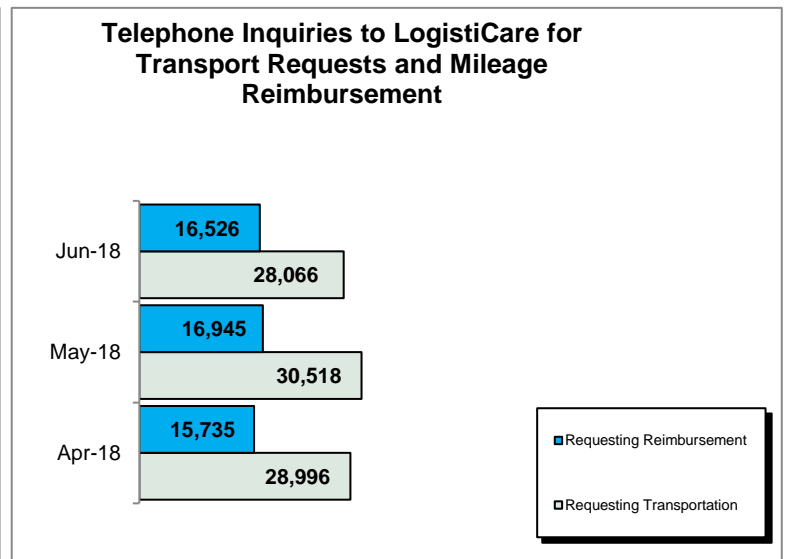 Telephone Inquiries to LogistiCare for
Transport Requests and Mileage
Reimbursement
Jun-18
16,526
28,066
May-18
16,945
30,518
Apr-18
15,735
28,996
Requesting Reimbursement
Requesting Transportation